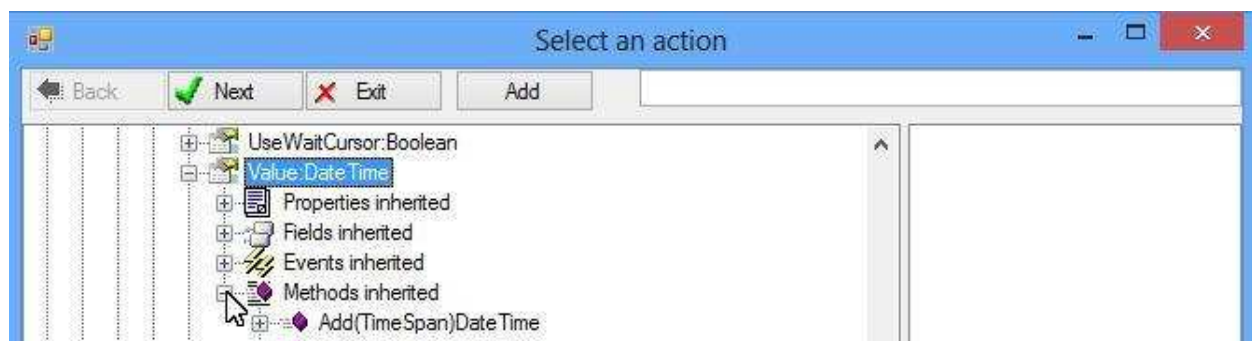 Select an action
Back Next Exit Add
UseWaitCursor:Boolean
Value:DateTime
Properties inherited
Fields inherited
Events inherited
Methods inherited
Add(TimeSpan)DateTime